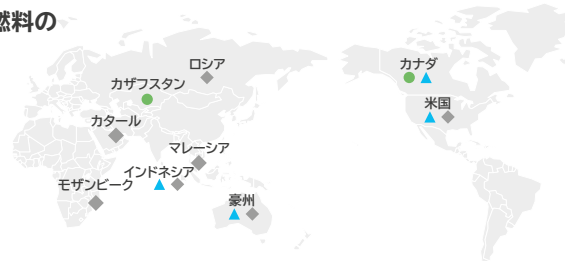 燃料の
ロシア
カナダ
カザフスタン
米国
カタール
マレーシア
インドネシア
モザンビーク
豪州